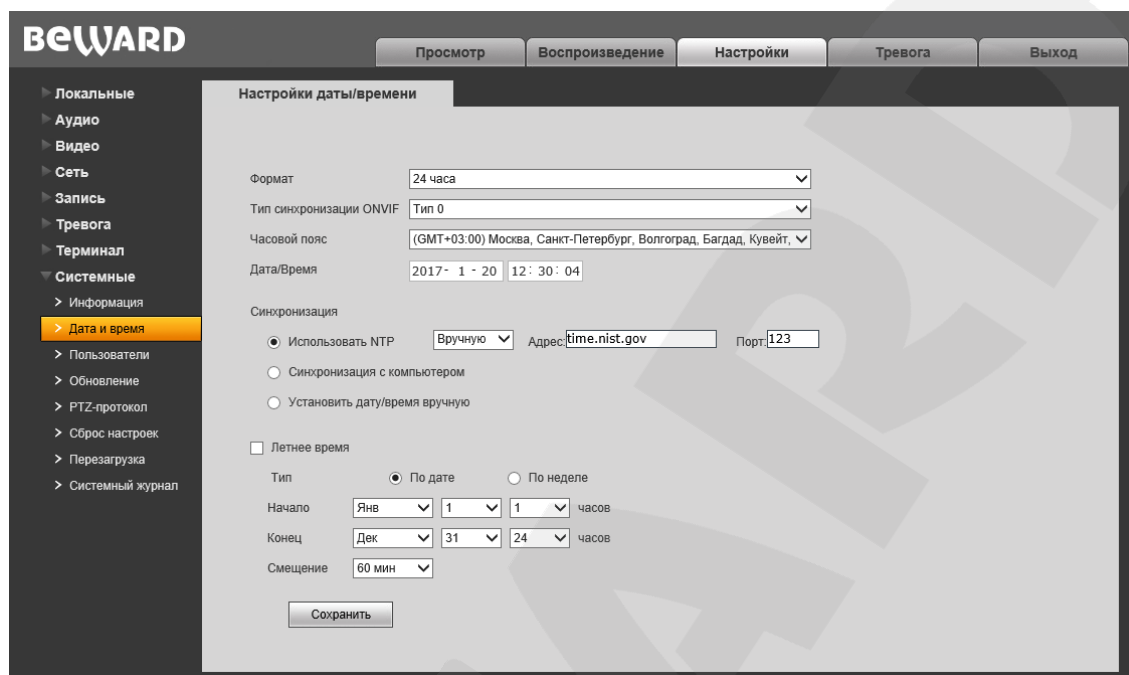 BEWARD
Просмотр Воспроизведение Настройки Тревога Выход
Локальные
Аудио
Видео
Сеть
Запись
Тревога
Терминал
Системные
Информация
Дата и время
Пользователи
Обновление
PTZ-протокол
Сброс настроек
Перезагрузка
Системный журнал
Настройки даты/времени
Формат 24 часа
Тип синхронизации ONVIF Тип 0
Часовой пояс (GMT+03:00) Москва, Санкт-Петербург, Волгоград, Багдад, Кувейт,
Дата/Время 2017- 1 - 20 12: 30: 04
Синхронизация
Использовать NTP Вручную Адрес: time.nist.gov Порт: 123
Синхронизация с компьютером
Установить дату/время вручную
Летнее время
Тип По дате По неделе
Начало Янв 1 1 часов
Конец Дек 31 24 часов
Смещение 60 мин
Сохранить